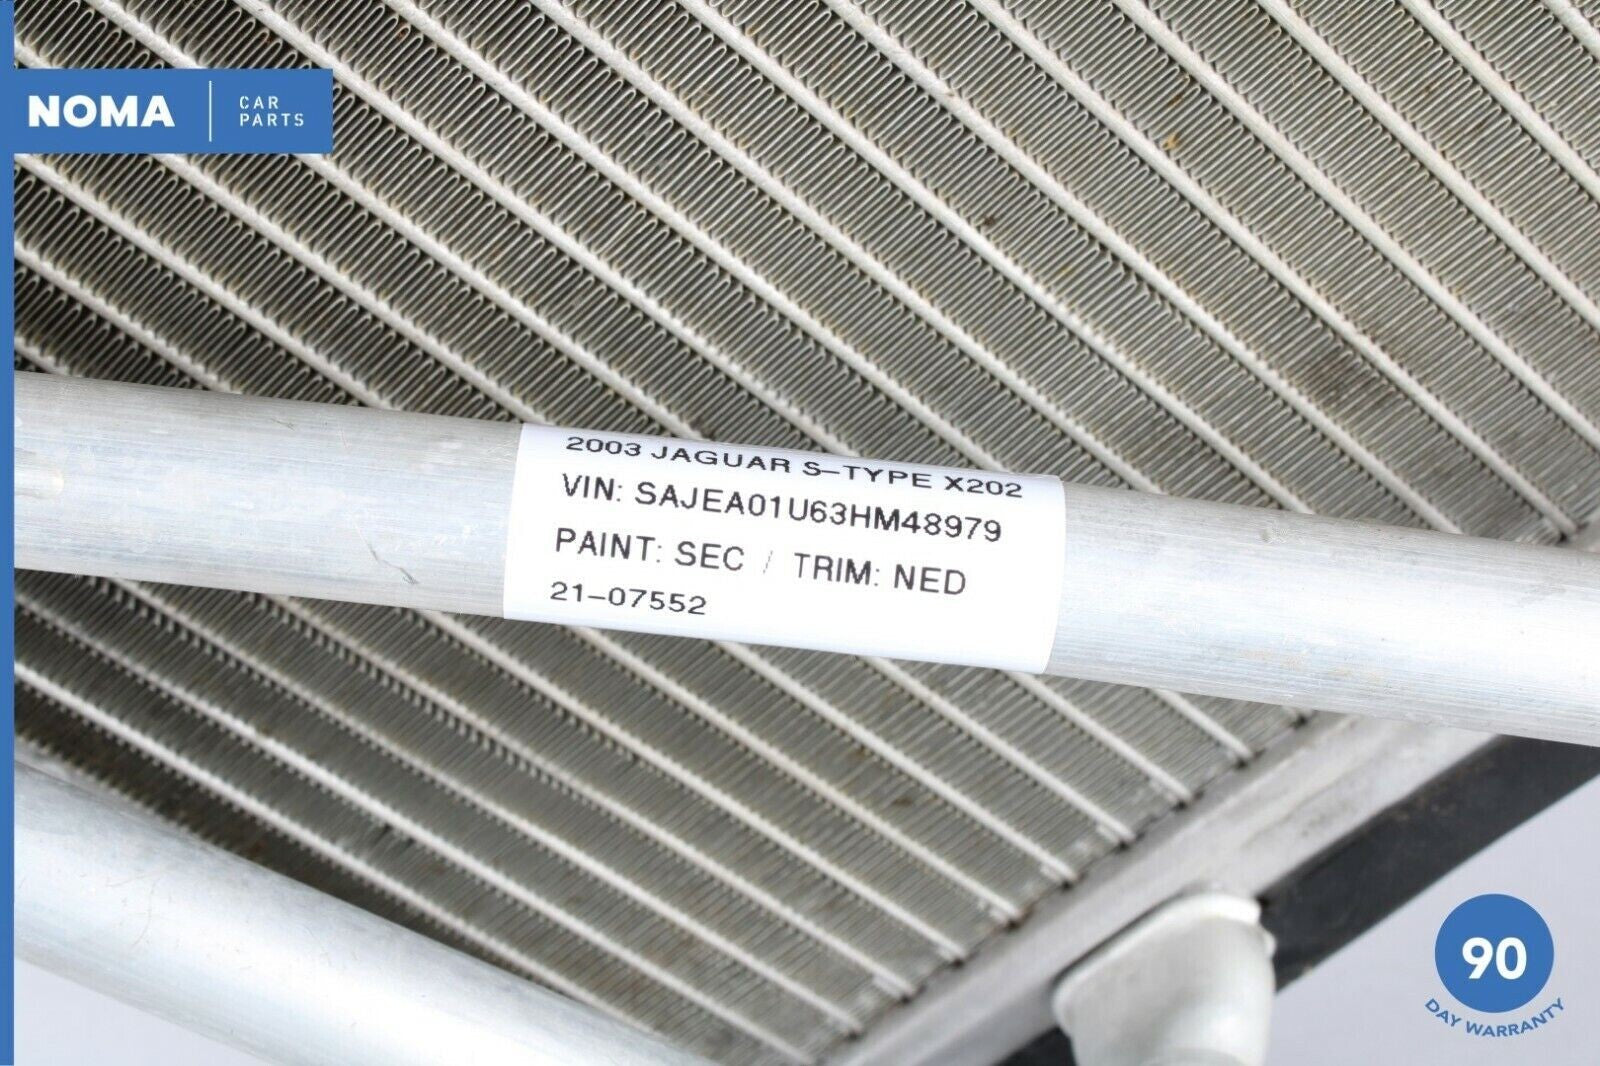 NOMA
CAR
PARTS
2003 JAGUAR S-TYPE X202
VIN: SAJEA01U63HM48979
PAINT: SEC / TRIM: NED
21-07552
90
DAY WARRANTY